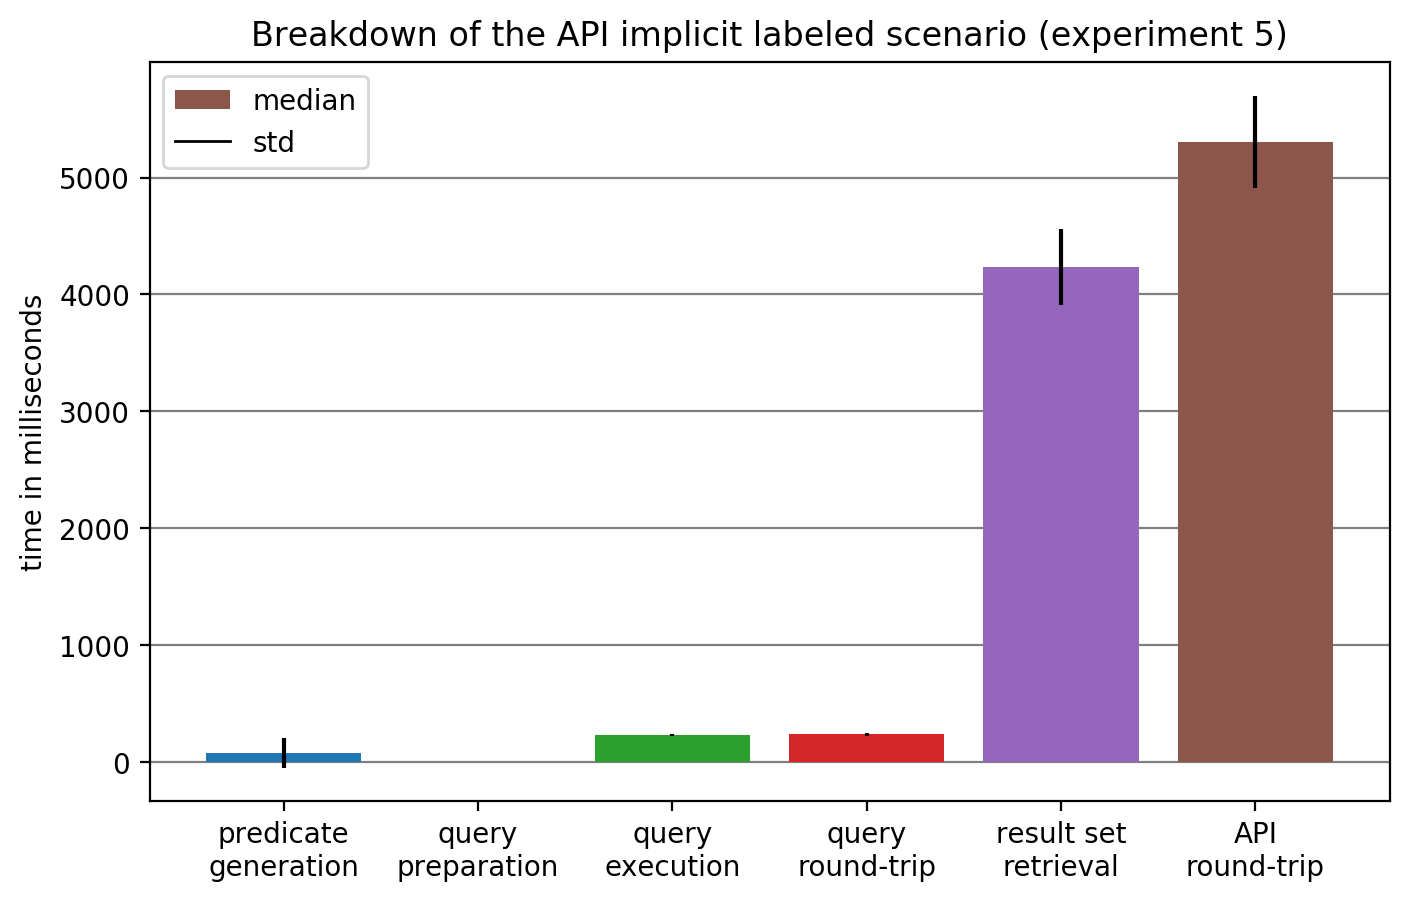 Breakdown of the API implicit labeled scenario (experiment 5)
median
std
time in milliseconds
5000
4000
3000
2000
1000
0
predicate generation
query preparation
query execution
query round-trip
result set retrieval
API round-trip